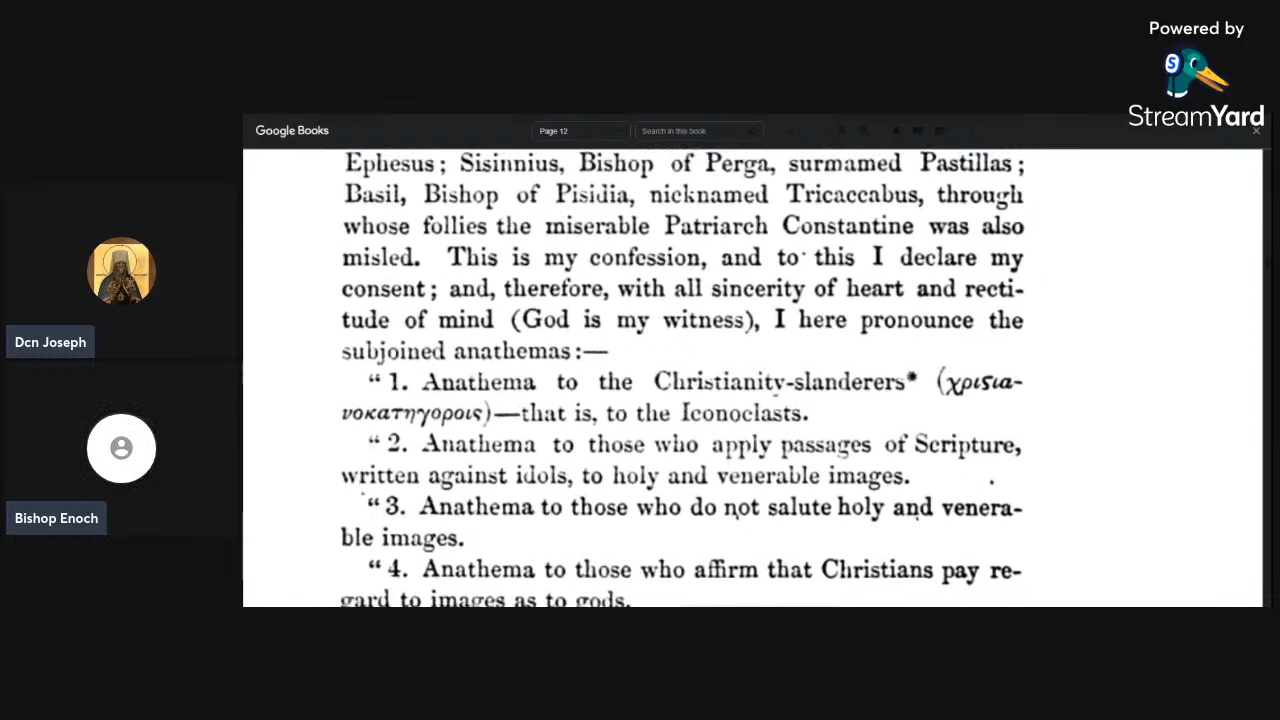 Powered by
StreamYard
Google Books
Page 12
Search in this book
Ephesus; Sisinnius, Bishop of Perga, surmamed Pastillas;
Basil, Bishop of Pisidia, nicknamed Tricaccabus, through
whose follies the miserable Patriarch Constantine was also
misled. This is my confession, and to this I declare my
consent; and, therefore, with all sincerity of heart and recti-
tude of mind (God is my witness), I here pronounce the
subjoined anathemas:—
“ 1. Anathema to the Christianity-slanderers* (χριϛια-
νοκατηγοροις)—that is, to the Iconoclasts.
“ 2. Anathema to those who apply passages of Scripture,
written against idols, to holy and venerable images.
“ 3. Anathema to those who do not salute holy and venera-
ble images.
“ 4. Anathema to those who affirm that Christians pay re-
gard to images as to gods.
Dcn Joseph
Bishop Enoch